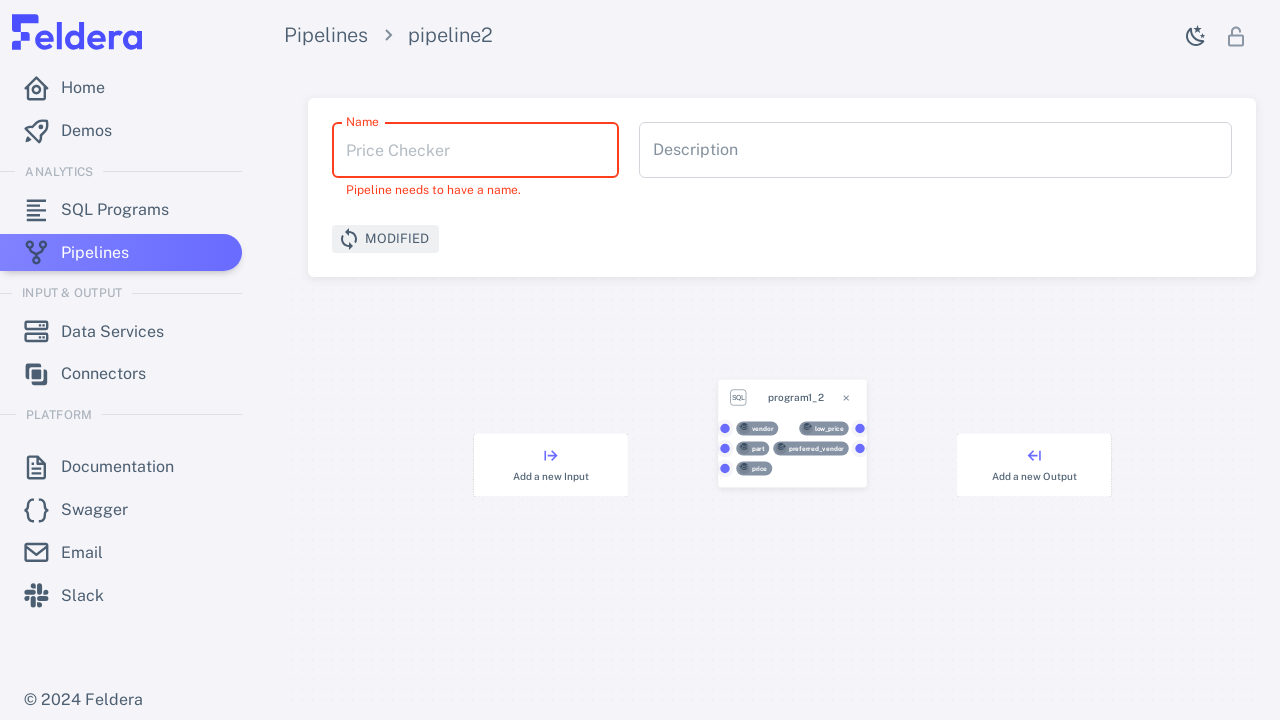 Feldera
Pipelines
pipeline2
Home
Demos
ANALYTICS
SQL Programs
Pipelines
INPUT & OUTPUT
Data Services
Connectors
PLATFORM
Documentation
Swagger
Email
Slack
© 2024 Feldera
Name
Price Checker
Pipeline needs to have a name.
Description
MODIFIED
Add a new Input
SQL
program1_2
×
vendor
low_price
part
preferred_vendor
price
Add a new Output